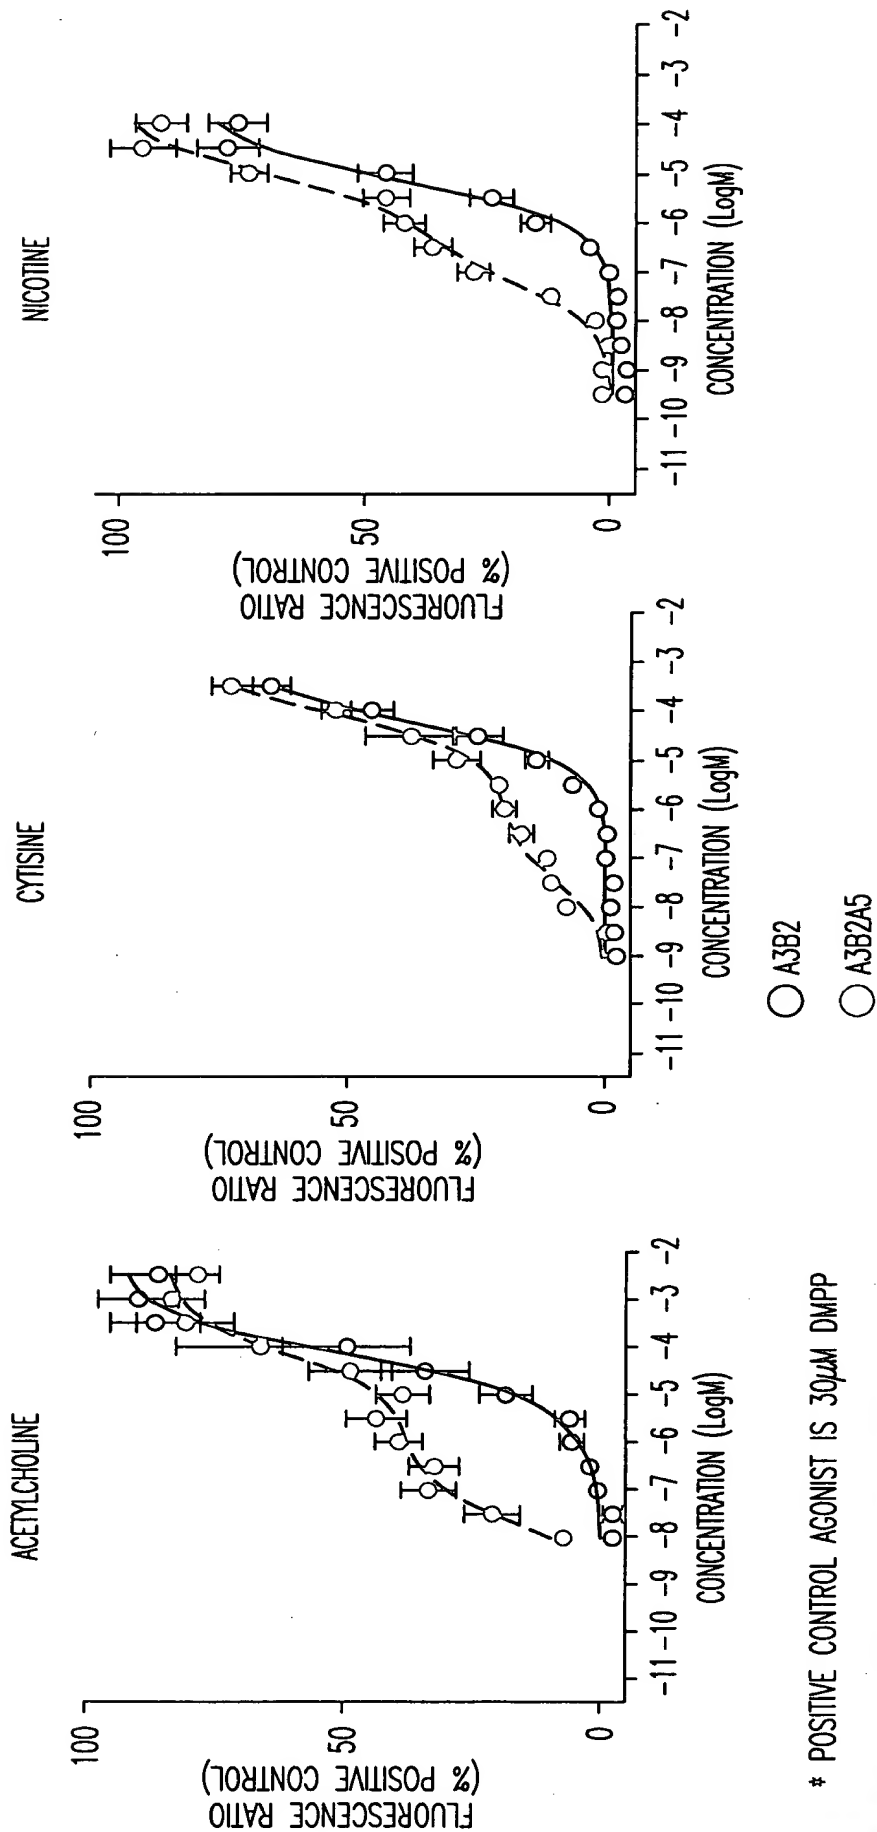 ACETYLCHOLINE
FLUORESCENCE RATIO
(% POSITIVE CONTROL)
100
50
0
-11 -10 -9 -8 -7 -6 -5 -4 -3 -2
CONCENTRATION (LogM)
CYTISINE
FLUORESCENCE RATIO
(% POSITIVE CONTROL)
100
50
0
-11 -10 -9 -8 -7 -6 -5 -4 -3 -2
CONCENTRATION (LogM)
NICOTINE
FLUORESCENCE RATIO
(% POSITIVE CONTROL)
100
50
0
-11 -10 -9 -8 -7 -6 -5 -4 -3 -2
CONCENTRATION (LogM)
A3B2
A3B2A5
* POSITIVE CONTROL AGONIST IS 30μM DMPP